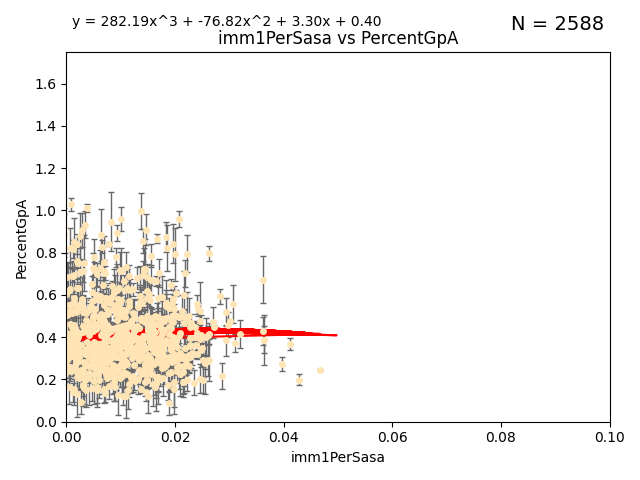 y = 282.19x^3 + -76.82x^2 + 3.30x + 0.40
N = 2588
imm1PerSasa vs PercentGpA
PercentGpA
1.6
1.4
1.2
1.0
0.8
0.6
0.4
0.2
0.0
0.00 0.02 0.04 0.06 0.08 0.10
imm1PerSasa